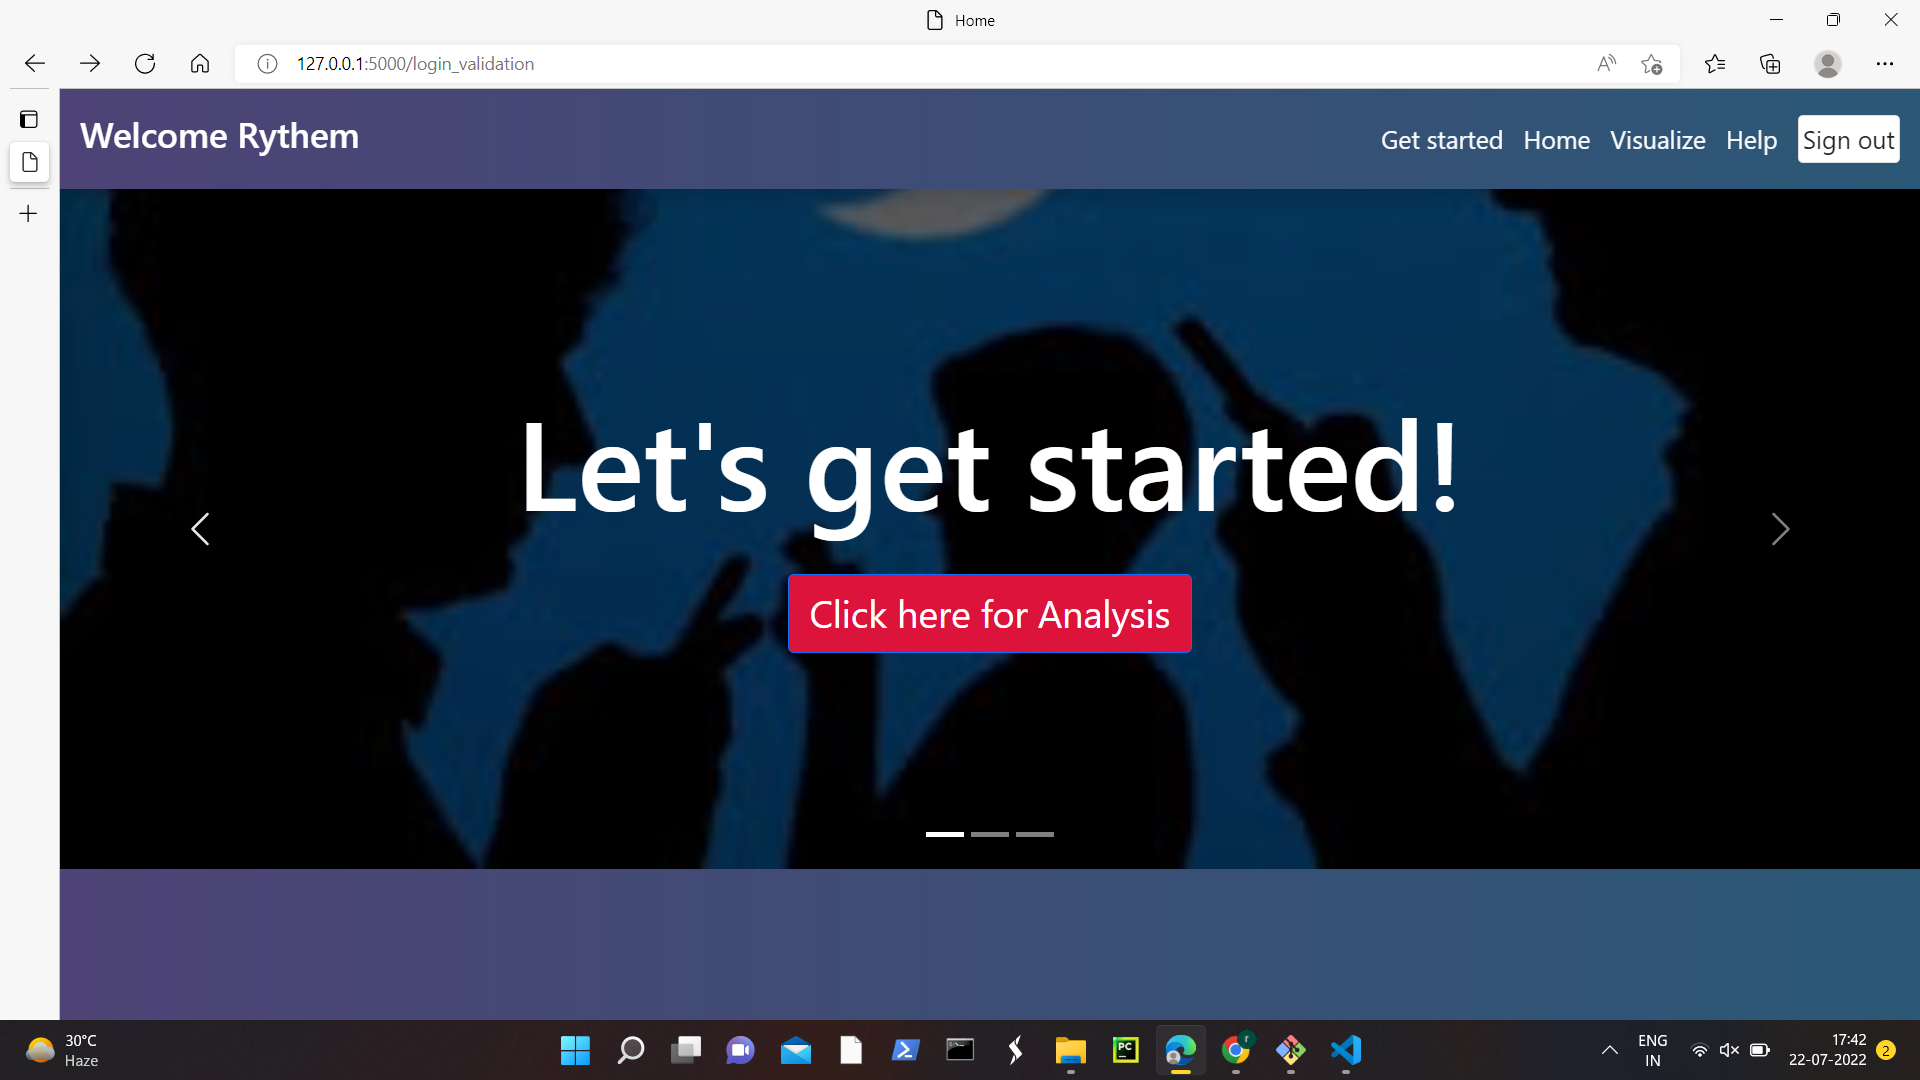 Home
127.0.0.1:5000/login_validation
Welcome Rythem
Get started Home Visualize Help Sign out
Let's get started!
Click here for Analysis
30°C
Haze
PC
r
ENG
IN
17:42
22-07-2022
2